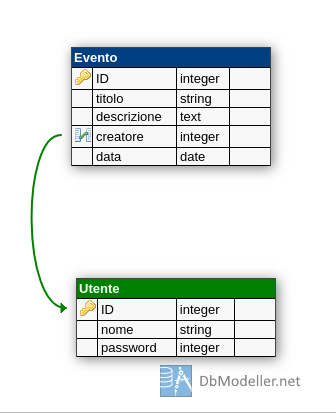 Evento
ID integer
titolo string
descrizione text
creatore integer
data date
Utente
ID integer
nome string
password integer
DbModeller.net